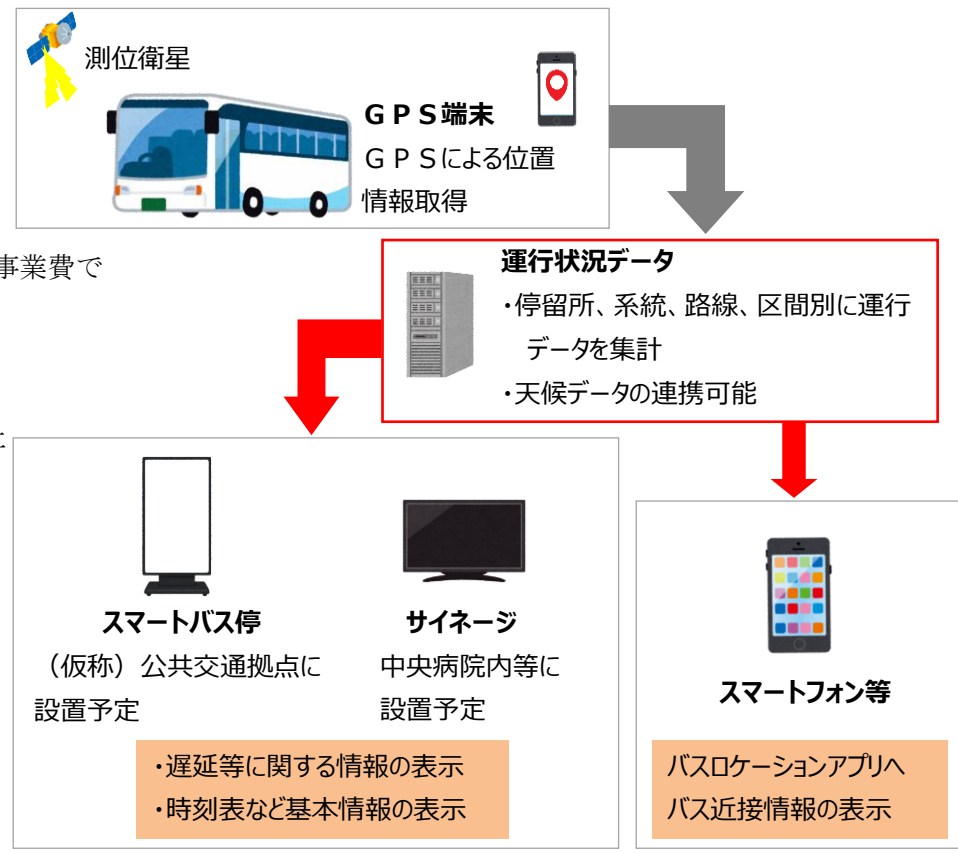 測位衛星
ＧＰＳ端末
ＧＰＳによる位置
情報取得
事業費で
運行状況データ
・停留所、系統、路線、区間別に運行
データを集計
・天候データの連携可能
スマートバス停
（仮称）公共交通拠点に
設置予定
サイネージ
中央病院内等に
設置予定
・遅延等に関する情報の表示
・時刻表など基本情報の表示
スマートフォン等
バスロケーションアプリへ
バス近接情報の表示